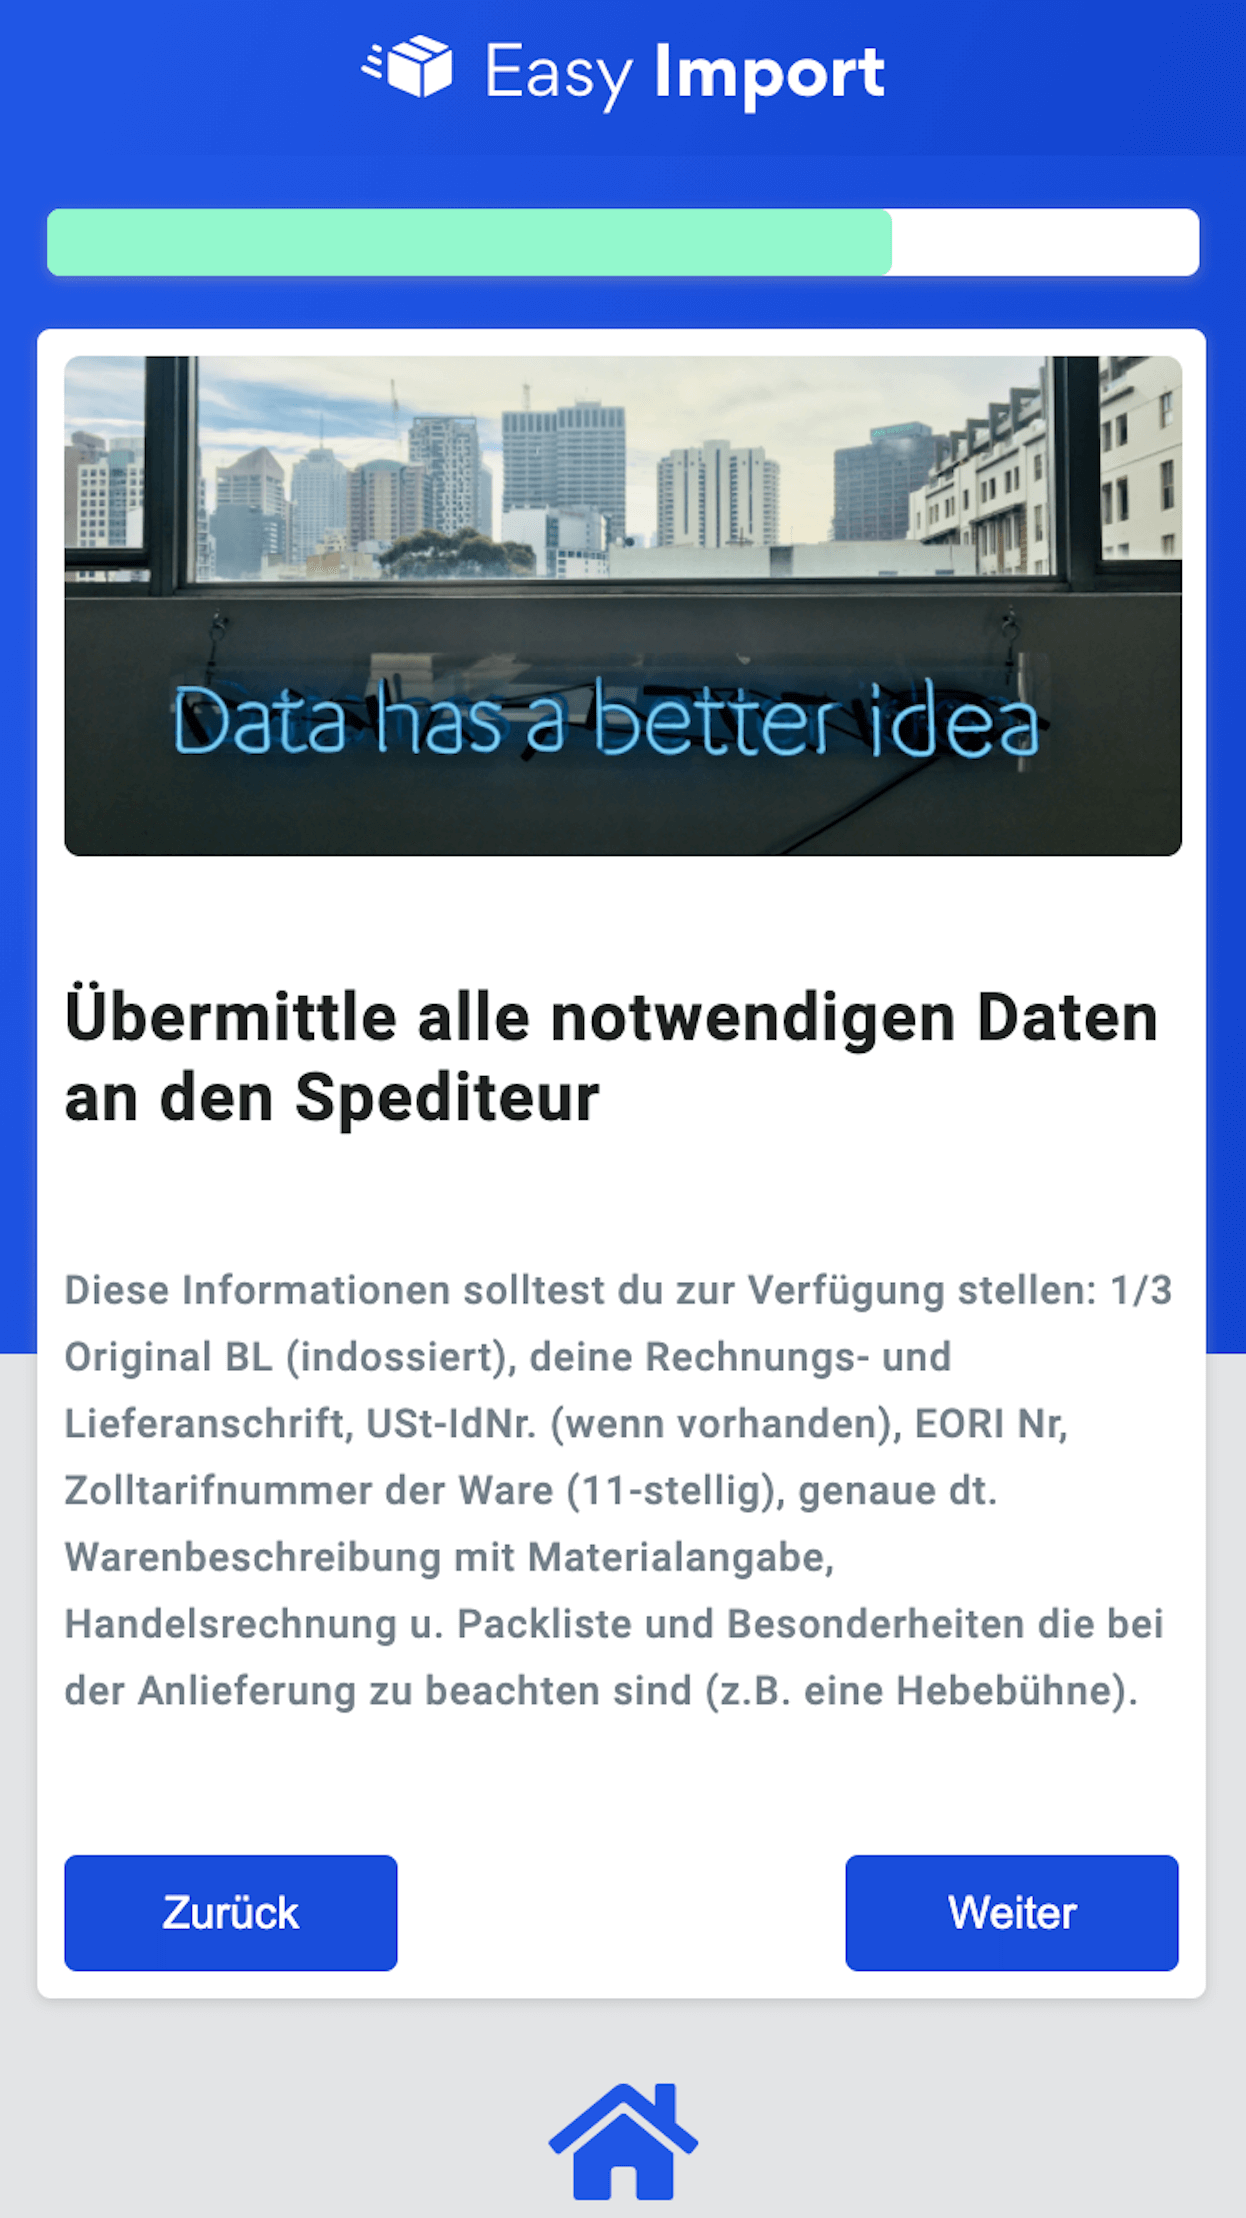 Easy Import
Data has a better idea
Übermittle alle notwendigen Daten
an den Spediteur
Diese Informationen solltest du zur Verfügung stellen: 1/3
Original BL (indossiert), deine Rechnungs- und
Lieferanschrift, USt-IdNr. (wenn vorhanden), EORI Nr,
Zolltarifnummer der Ware (11-stellig), genaue dt.
Warenbeschreibung mit Materialangabe,
Handelsrechnung u. Packliste und Besonderheiten die bei
der Anlieferung zu beachten sind (z.B. eine Hebebühne).
Zurück
Weiter